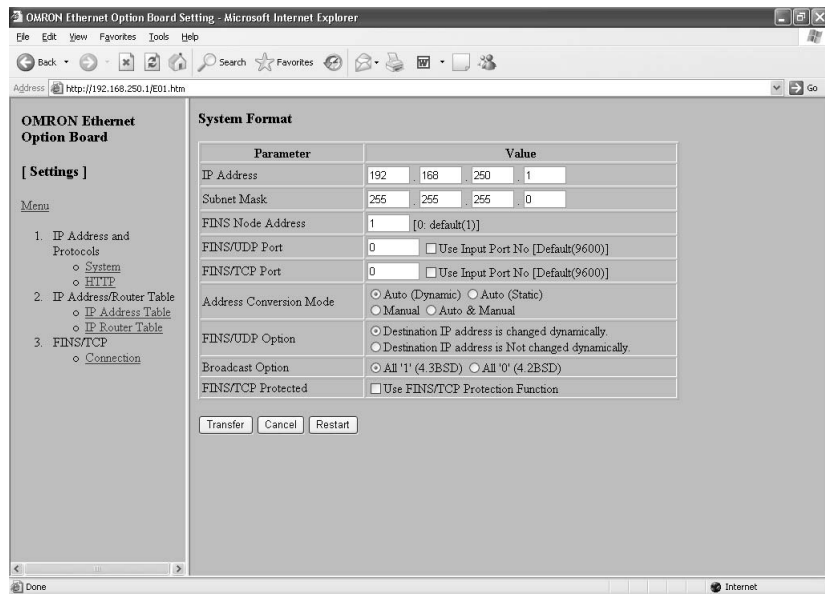 OMRON Ethernet Option Board Setting - Microsoft Internet Explorer
File Edit View Favorites Tools Help
Back Search Favorites
Address http://192.168.250.1/E01.htm Go
OMRON Ethernet
Option Board
[ Settings ]
Menu
1. IP Address and
Protocols
System
HTTP
2. IP Address/Router Table
IP Address Table
IP Router Table
3. FINS/TCP
Connection
System Format
Parameter Value
IP Address 192 . 168 . 250 . 1
Subnet Mask 255 . 255 . 255 . 0
FINS Node Address 1 [0: default(1)]
FINS/UDP Port 0 Use Input Port No [Default(9600)]
FINS/TCP Port 0 Use Input Port No [Default(9600)]
Address Conversion Mode Auto (Dynamic) Auto (Static)
Manual Auto & Manual
FINS/UDP Option Destination IP address is changed dynamically.
Destination IP address is Not changed dynamically.
Broadcast Option All '1' (4.3BSD) All '0' (4.2BSD)
FINS/TCP Protected Use FINS/TCP Protection Function
Transfer Cancel Restart
Done Internet